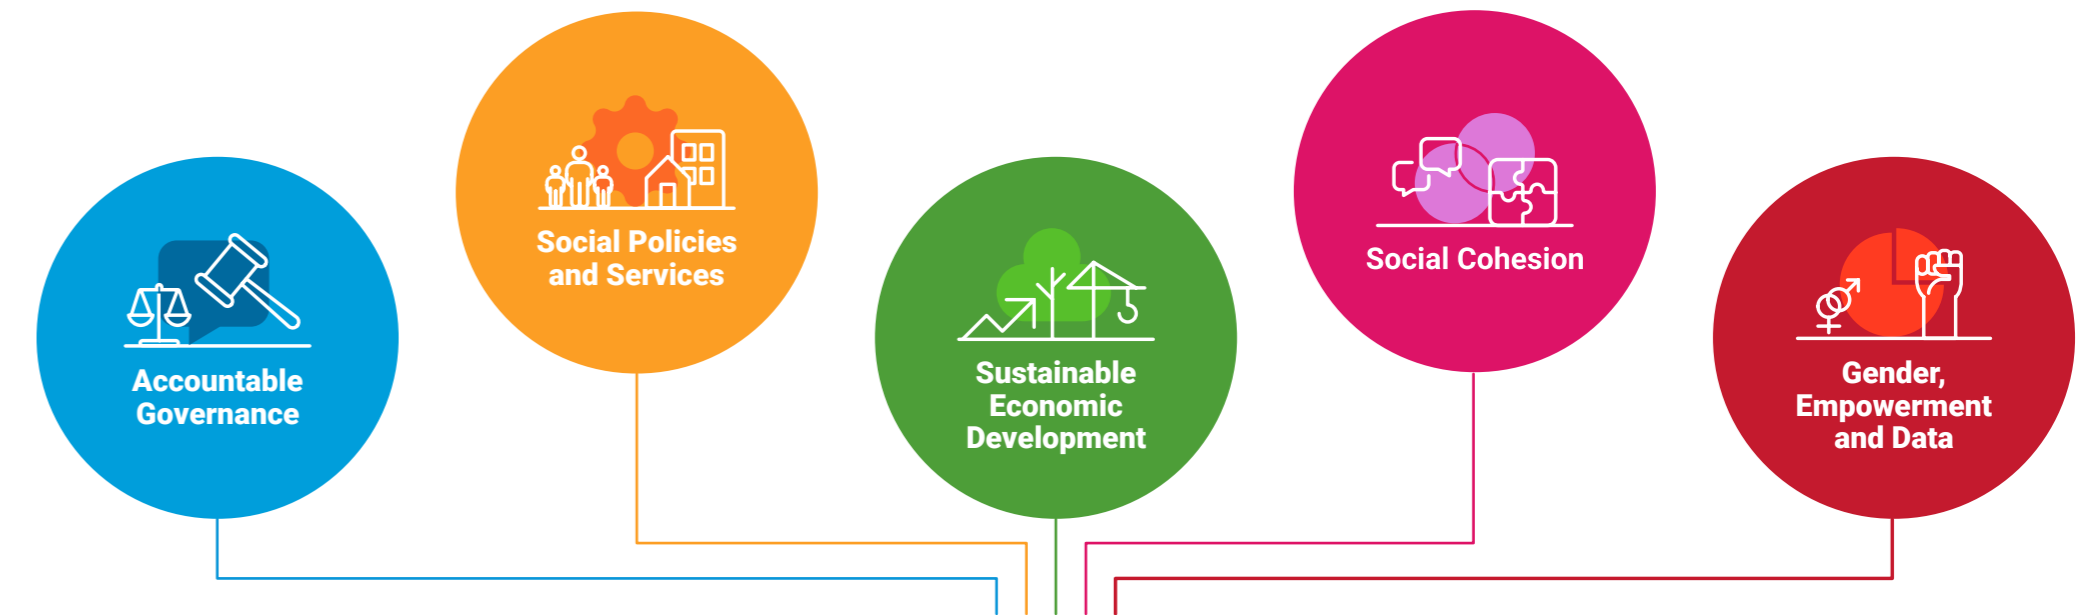 Accountable
Governance
Social Policies
and Services
Sustainable
Economic
Development
Social Cohesion
Gender,
Empowerment
and Data